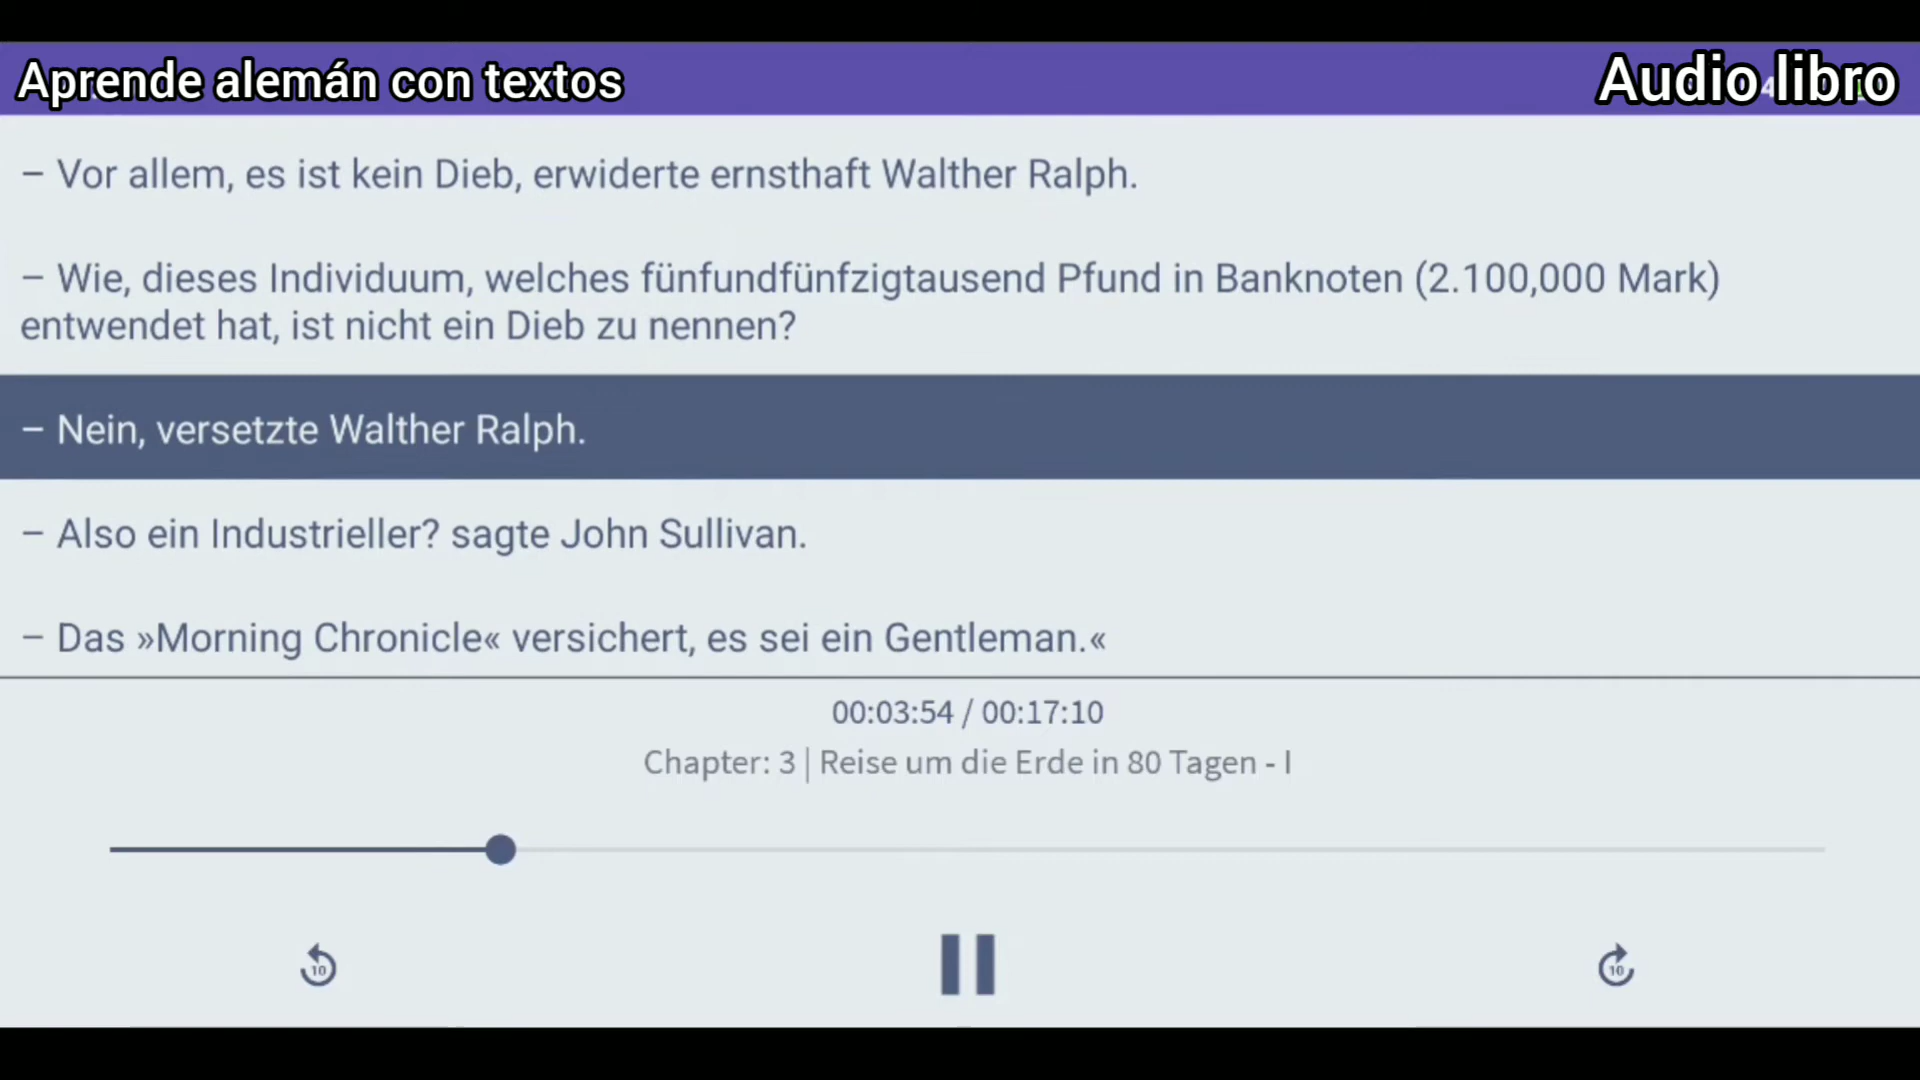 Aprende alemán con textos
Audio libro
– Vor allem, es ist kein Dieb, erwiderte ernsthaft Walther Ralph.
– Wie, dieses Individuum, welches fünfundfünfzigtausend Pfund in Banknoten (2.100,000 Mark)
entwendet hat, ist nicht ein Dieb zu nennen?
– Nein, versetzte Walther Ralph.
– Also ein Industrieller? sagte John Sullivan.
– Das »Morning Chronicle« versichert, es sei ein Gentleman.«
00:03:54 / 00:17:10
Chapter: 3 | Reise um die Erde in 80 Tagen - I
10
10